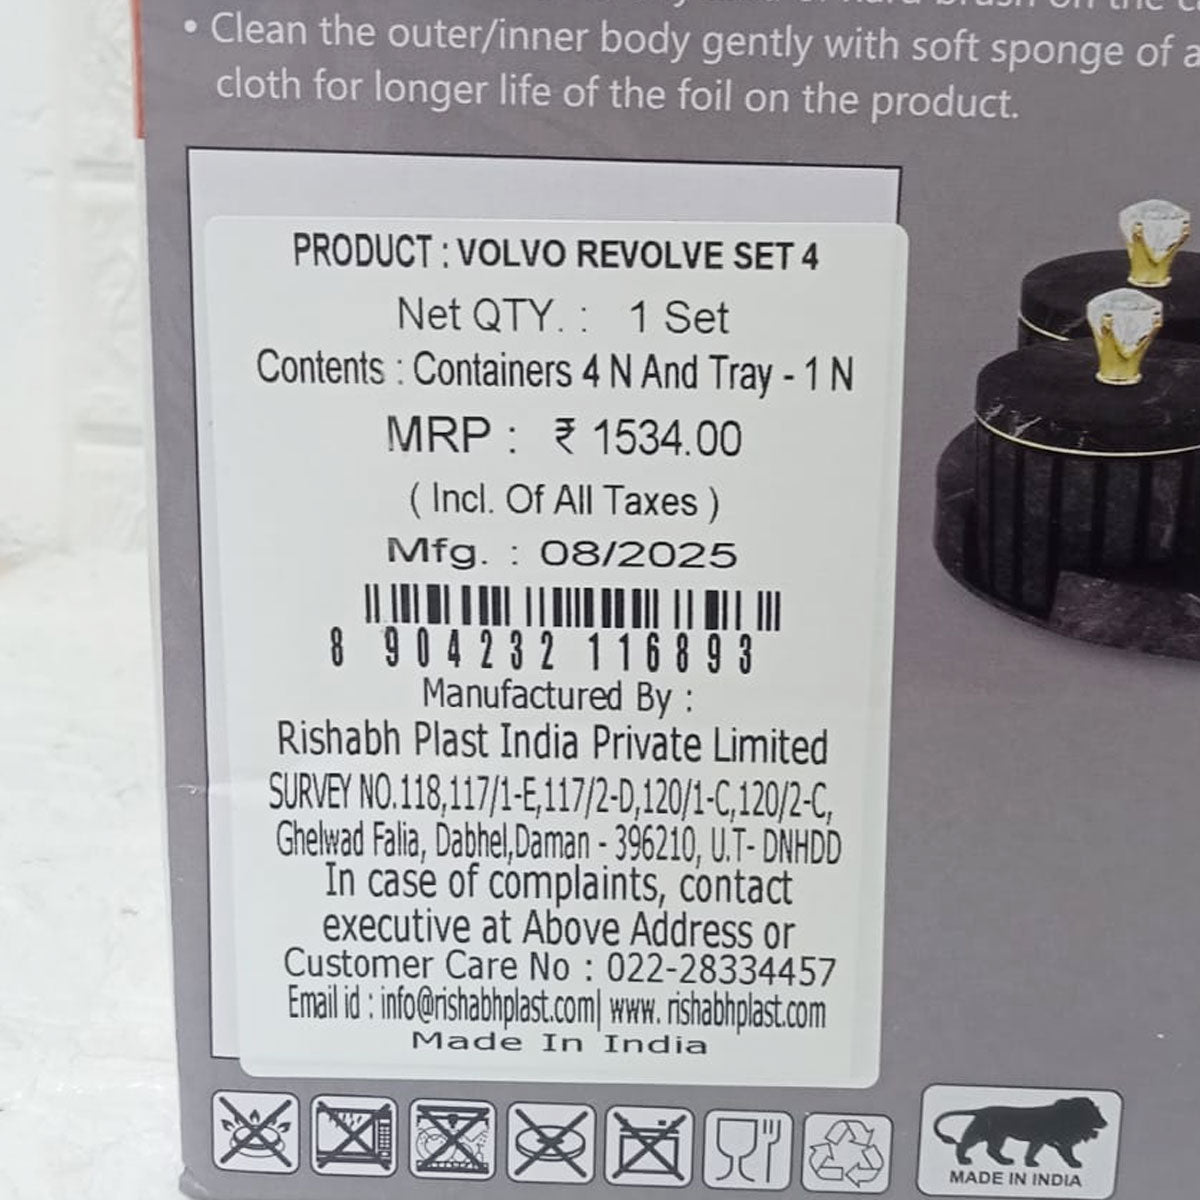 • Clean the outer/inner body gently with soft sponge of a
cloth for longer life of the foil on the product.
PRODUCT : VOLVO REVOLVE SET 4
Net QTY. : 1 Set
Contents : Containers 4 N And Tray - 1 N
MRP : ₹ 1534.00
( Incl. Of All Taxes )
Mfg. : 08/2025
8 904232 116893
Manufactured By :
Rishabh Plast India Private Limited
SURVEY NO.118,117/1-E,117/2-D,120/1-C,120/2-C,
Ghelwad Falia, Dabhel,Daman - 396210, U.T- DNHDD
In case of complaints, contact
executive at Above Address or
Customer Care No : 022-28334457
Email id : info@rishabhplast.com| www. rishabhplast.com
Made In India
MADE IN INDIA